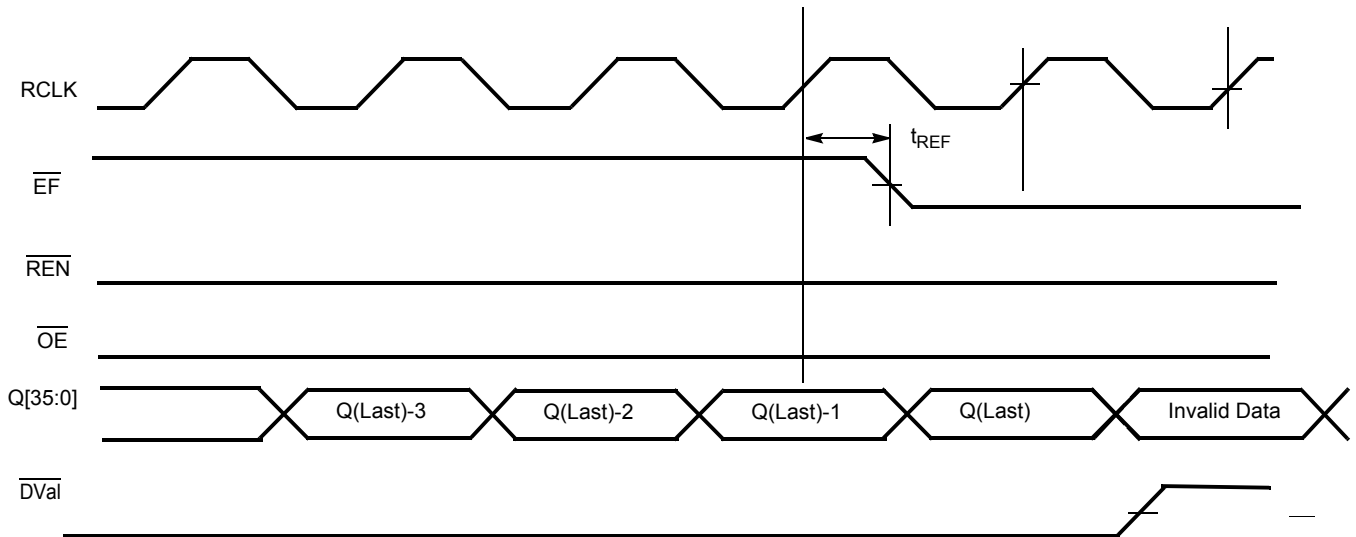 RCLK
tREF
EF
REN
OE
Q[35:0]
Q(Last)-3
Q(Last)-2
Q(Last)-1
Q(Last)
Invalid Data
DVal